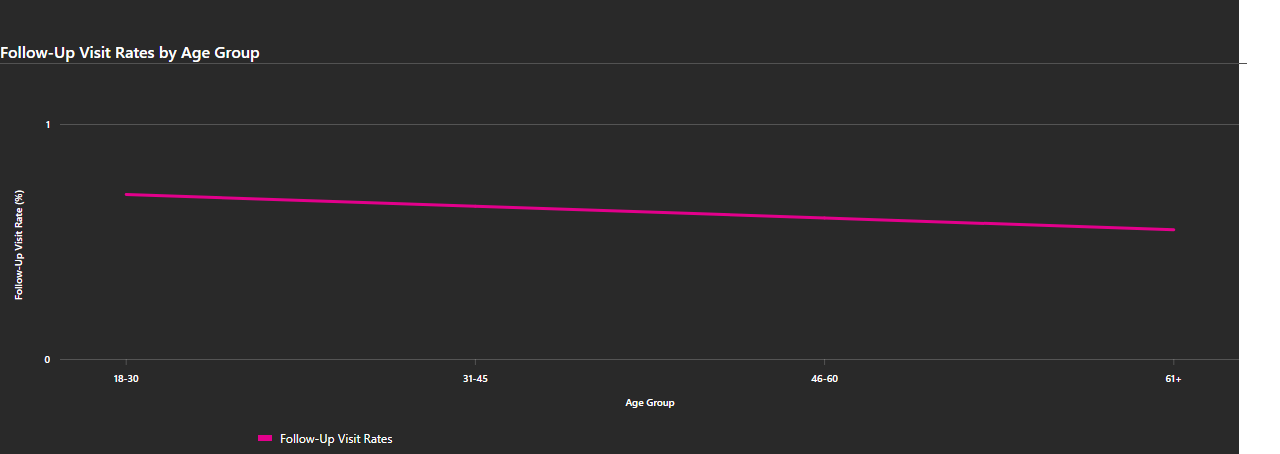 Follow-Up Visit Rates by Age Group
1
Follow-Up Visit Rate (%)
0
18-30 31-45 46-60 61+
Age Group
Follow-Up Visit Rates